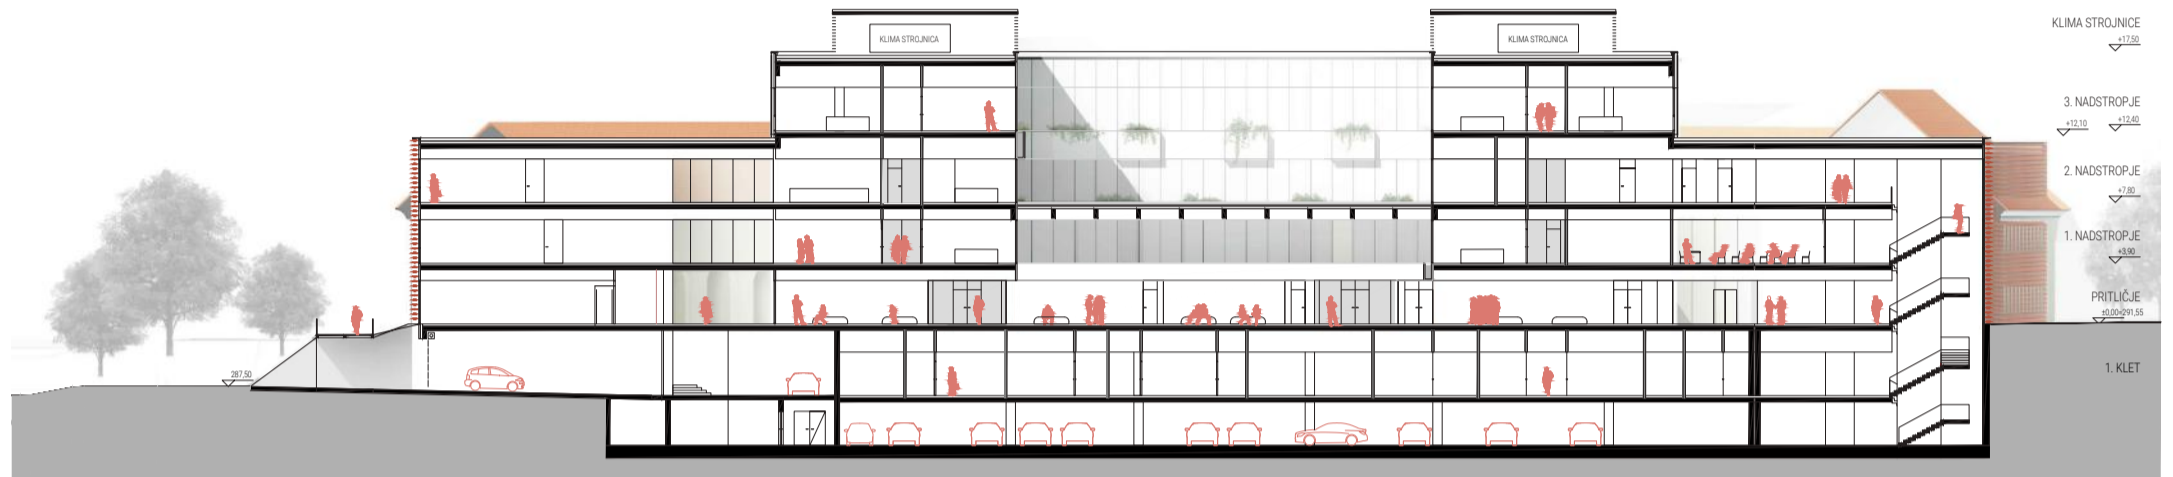 KLIMA STROJNICA
KLIMA STROJNICA
KLIMA STROJNICE
+17,50
3. NADSTROPJE
+12,10
+12,40
2. NADSTROPJE
+7,80
1. NADSTROPJE
+3,90
PRITLIČJE
±0,00=291,55
287,50
1. KLET